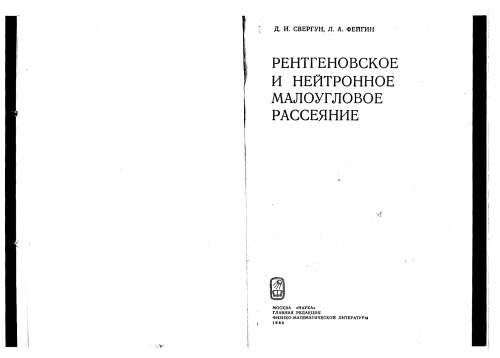 Д. И. СВЕРГУН, Л. А. ФЕЙГИН
РЕНТГЕНОВСКОЕ
И НЕЙТРОННОЕ
МАЛОУГЛОВОЕ
РАССЕЯНИЕ
МОСКВА «НАУКА»
ГЛАВНАЯ РЕДАКЦИЯ
ФИЗИКО-МАТЕМАТИЧЕСКОЙ ЛИТЕРАТУРЫ
1986